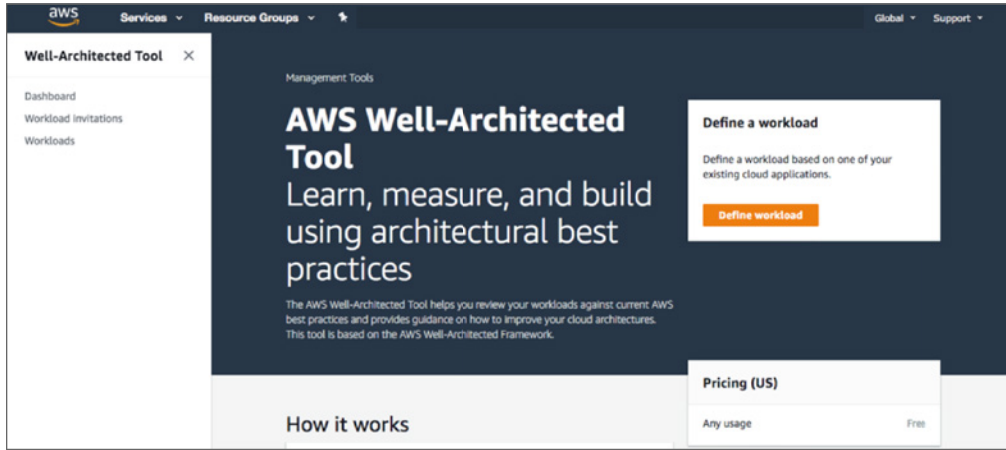 aws Services Resource Groups Global Support
Well-Architected Tool
Dashboard
Workload invitations
Workloads
Management Tools
AWS Well-Architected
Tool
Learn, measure, and build
using architectural best
practices
The AWS Well-Architected Tool helps you review your workloads against current AWS
best practices and provides guidance on how to improve your cloud architectures.
This tool is based on the AWS Well-Architected Framework.
Define a workload
Define a workload based on one of your
existing cloud applications.
Define workload
Pricing (US)
Any usage Free
How it works